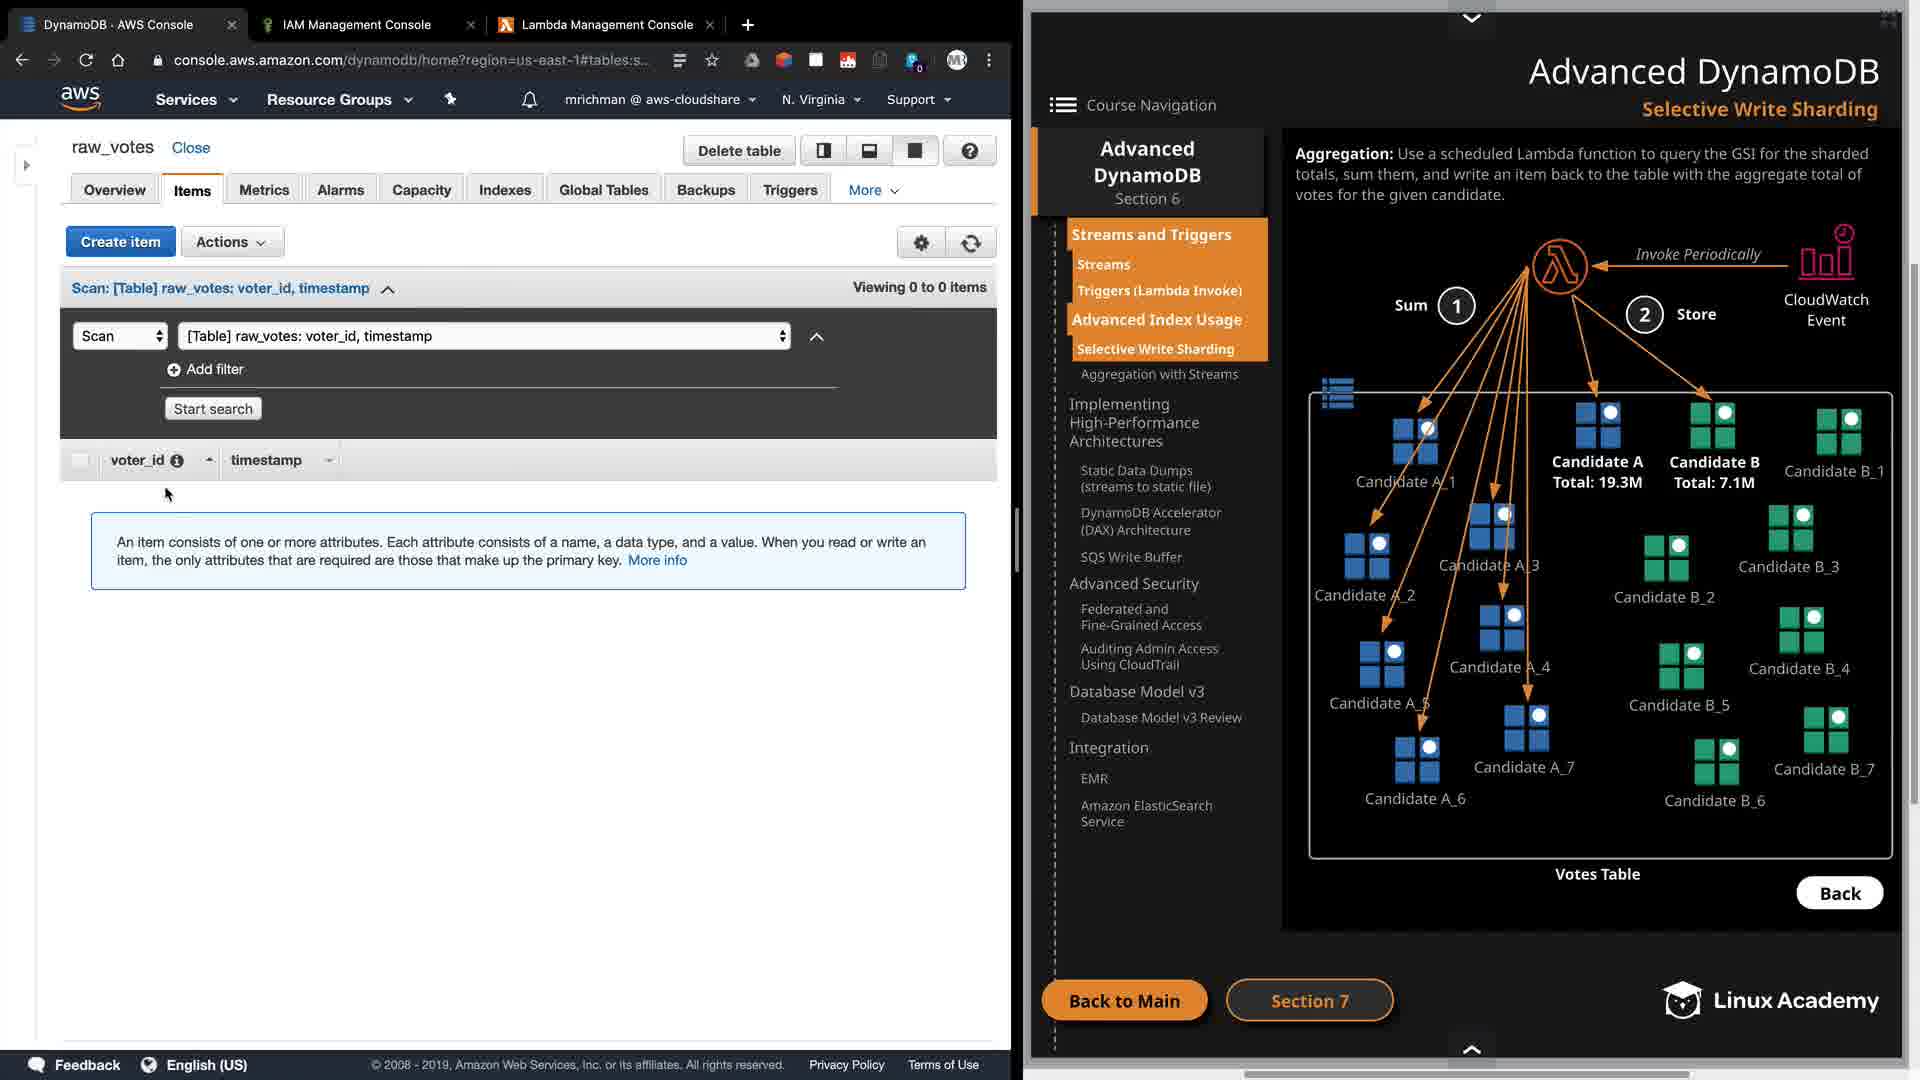 DynamoDB · AWS Console
IAM Management Console
Lambda Management Console
console.aws.amazon.com/dynamodb/home?region=us-east-1#tables:s...
0
aws
Services
Resource Groups
mrichman @ aws-cloudshare
N. Virginia
Support
raw_votes
Close
Delete table
Overview
Items
Metrics
Alarms
Capacity
Indexes
Global Tables
Backups
Triggers
More
Create item
Actions
Scan: [Table] raw_votes: voter_id, timestamp
Viewing 0 to 0 items
Scan
[Table] raw_votes: voter_id, timestamp
Add filter
Start search
voter_id
timestamp
An item consists of one or more attributes. Each attribute consists of a name, a data type, and a value. When you read or write an
item, the only attributes that are required are those that make up the primary key. More info
Feedback
English (US)
© 2008 - 2019, Amazon Web Services, Inc. or its affiliates. All rights reserved.
Privacy Policy
Terms of Use
Advanced DynamoDB
Selective Write Sharding
Course Navigation
Advanced
DynamoDB
Section 6
Streams and Triggers
Streams
Triggers (Lambda Invoke)
Advanced Index Usage
Selective Write Sharding
Aggregation with Streams
Implementing
High-Performance
Architectures
Static Data Dumps
(streams to static file)
DynamoDB Accelerator
(DAX) Architecture
SQS Write Buffer
Advanced Security
Federated and
Fine-Grained Access
Auditing Admin Access
Using CloudTrail
Database Model v3
Database Model v3 Review
Integration
EMR
Amazon ElasticSearch
Service
Aggregation: Use a scheduled Lambda function to query the GSI for the sharded
totals, sum them, and write an item back to the table with the aggregate total of
votes for the given candidate.
Invoke Periodically
CloudWatch
Event
Sum
1
2
Store
Candidate A_1
Candidate A
Total: 19.3M
Candidate B
Total: 7.1M
Candidate B_1
Candidate A_2
Candidate A_3
Candidate B_2
Candidate B_3
Candidate A_4
Candidate B_4
Candidate A_5
Candidate B_5
Candidate A_6
Candidate A_7
Candidate B_6
Candidate B_7
Votes Table
Back
Back to Main
Section 7
Linux Academy